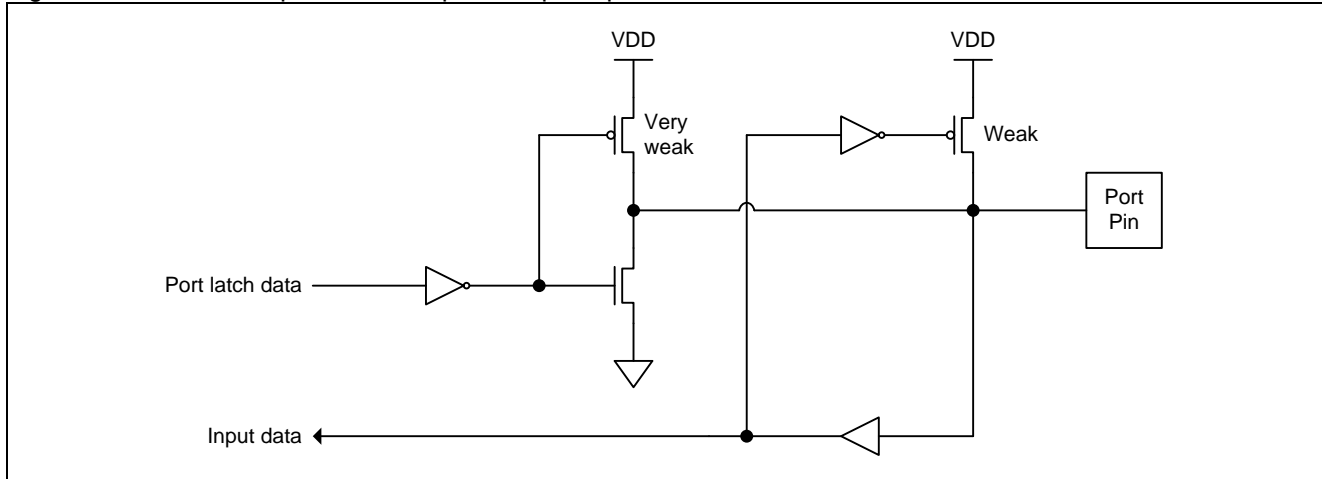 VDD
VDD
Very
weak
Weak
Port
Pin
Port latch data
Input data